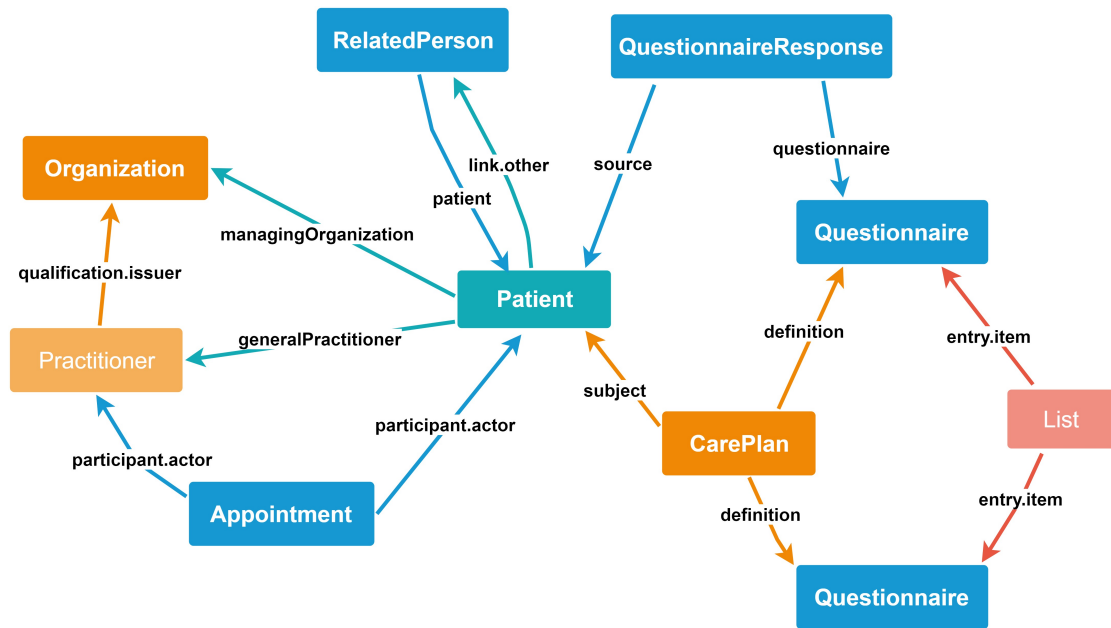 RelatedPerson
QuestionnaireResponse
Organization
link.other
source
questionnaire
patient
managingOrganization
Questionnaire
qualification.issuer
Patient
generalPractitioner
definition
entry.item
Practitioner
subject
participant.actor
List
CarePlan
participant.actor
Appointment
definition
entry.item
Questionnaire